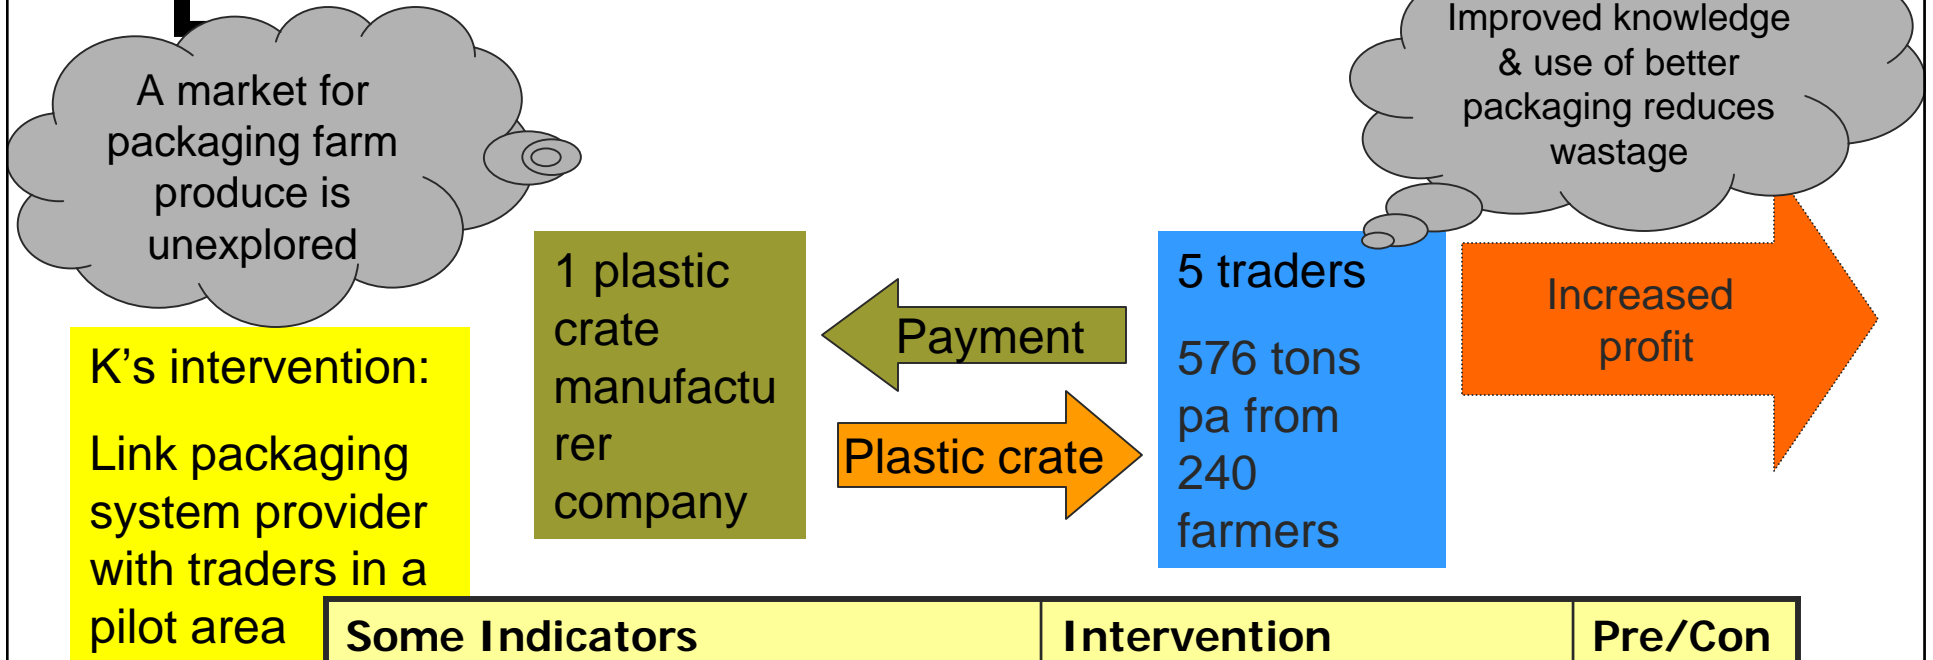 A market for
packaging farm
produce is
unexplored
Improved knowledge
& use of better
packaging reduces
wastage
1 plastic
crate
manufactu
rer
company
Payment
Plastic crate
5 traders
576 tons
pa from
240
farmers
Increased
profit
K’s intervention:
Link packaging
system provider
with traders in a
pilot area
Some Indicators
Intervention
Pre/Con